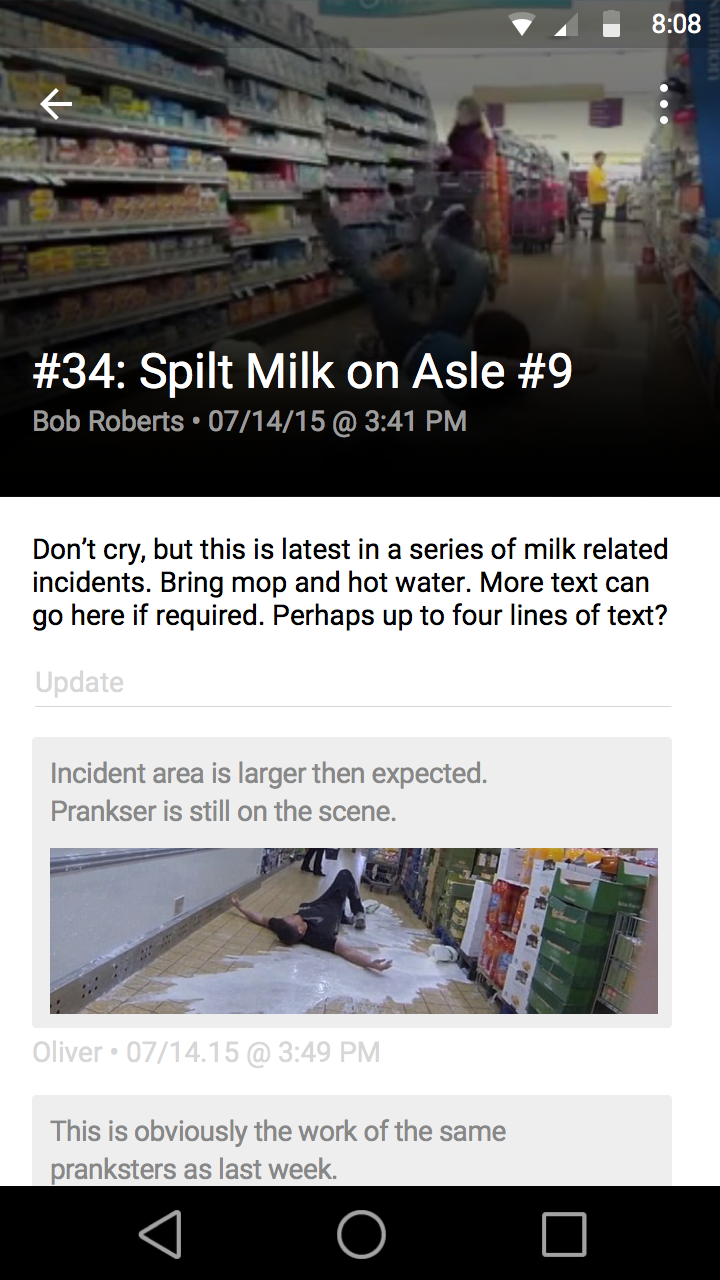 8:08
#34: Spilt Milk on Asle #9
Bob Roberts • 07/14/15 @ 3:41 PM
Don’t cry, but this is latest in a series of milk related
incidents. Bring mop and hot water. More text can
go here if required. Perhaps up to four lines of text?
Update
Incident area is larger then expected.
Prankser is still on the scene.
Oliver • 07/14.15 @ 3:49 PM
This is obviously the work of the same
pranksters as last week.